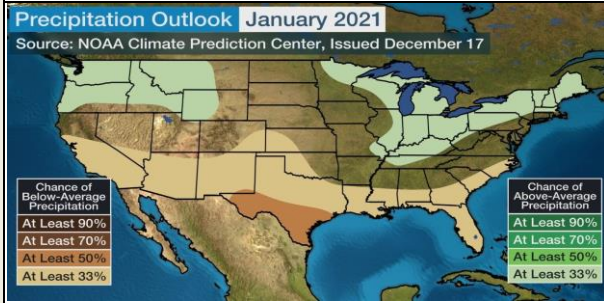 Precipitation Outlook January 2021
Source: NOAA Climate Prediction Center, Issued December 17
Chance of
Below-Average
Precipitation
At Least 90%
At Least 70%
At Least 50%
At Least 33%
Chance of
Above-Average
Precipitation
At Least 90%
At Least 70%
At Least 50%
At Least 33%